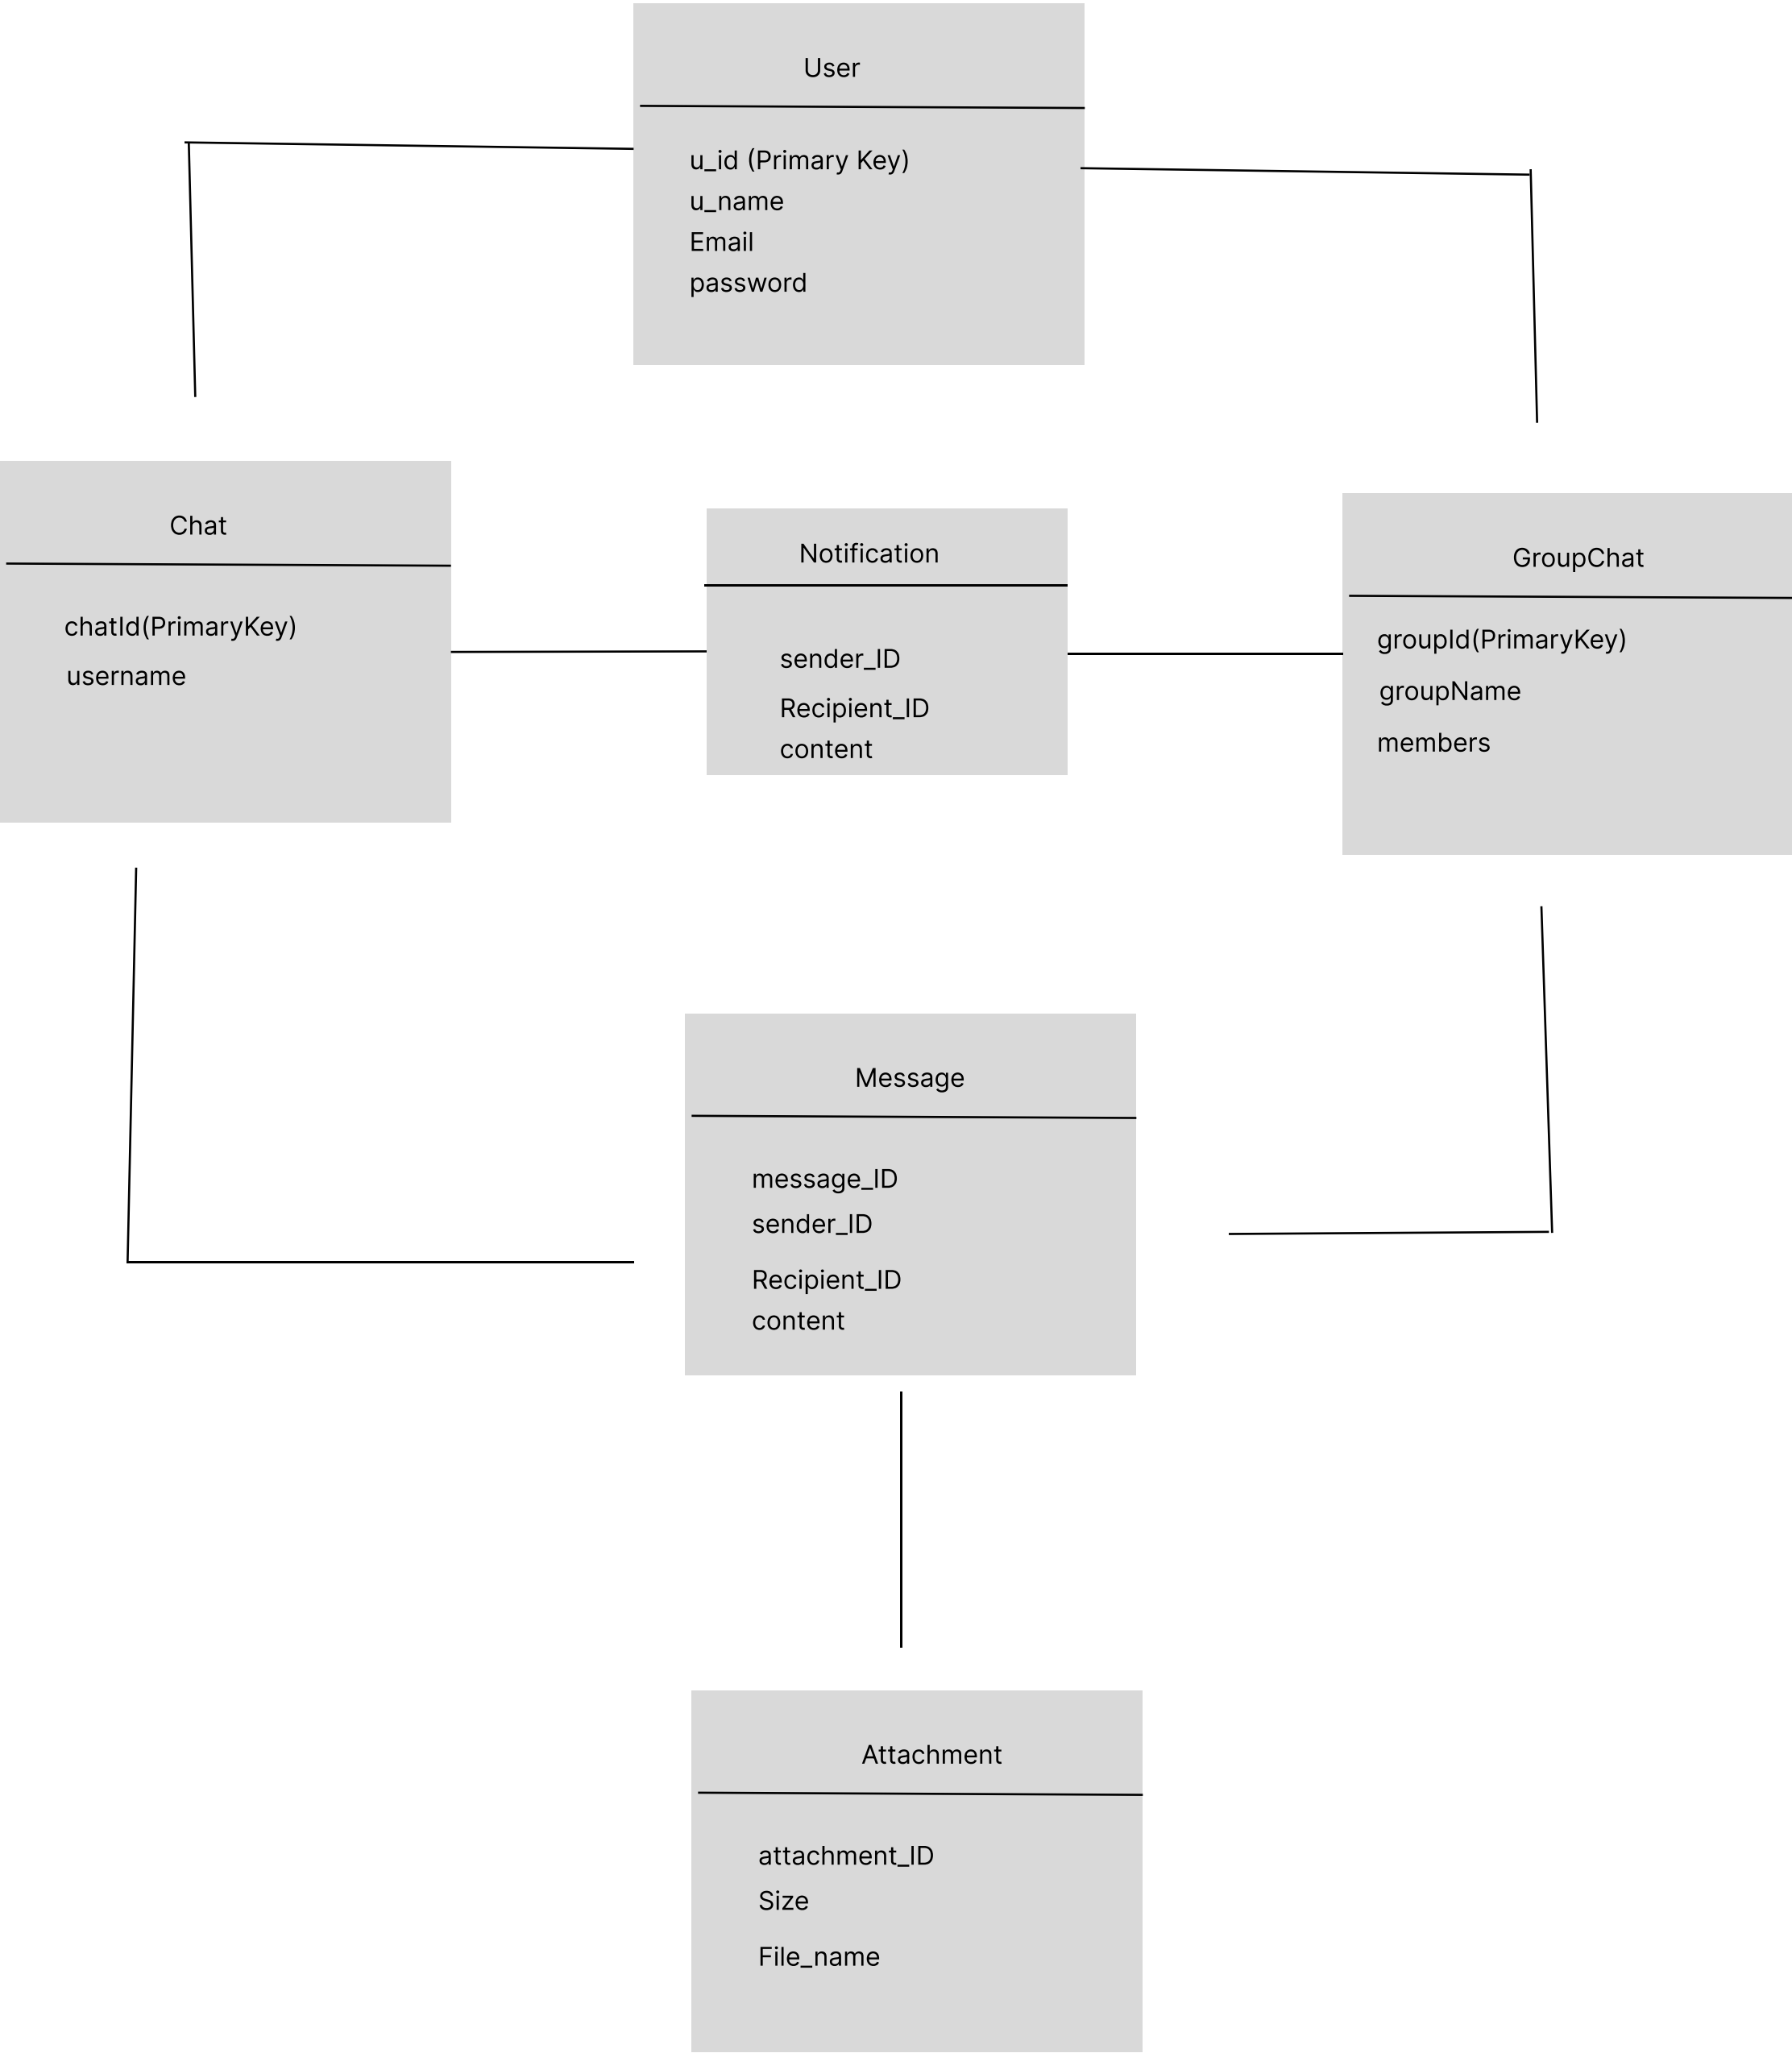 User
u_id (Primary Key)
u_name
Email
password
Chat
chatId(PrimaryKey)
username
Notification
sender_ID
Recipient_ID
content
GroupChat
groupId(PrimaryKey)
groupName
members
Message
message_ID
sender_ID
Recipient_ID
content
Attachment
attachment_ID
Size
File_name